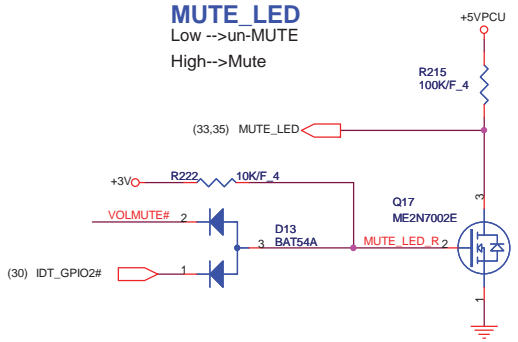 MUTE_LED
Low -->un-MUTE
High-->Mute
+5VPCU
R215
100K/F_4
(33,35) MUTE_LED
+3V
R222
10K/F_4
Q17
ME2N7002E
3
VOLMUTE#
2
D13
BAT54A
3
MUTE_LED_R
2
(30) IDT_GPIO2#
1
1